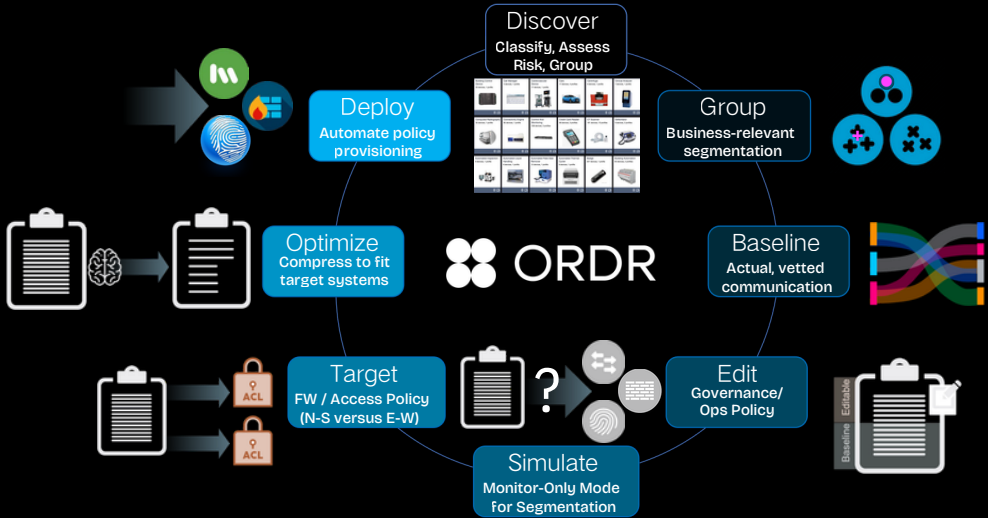 Discover
Classify, Assess
Risk, Group
Deploy
Automate policy
provisioning
Group
Business-relevant
segmentation
Optimize
Compress to fit
target systems
ORDR
Baseline
Actual, vetted
communication
Target
FW / Access Policy
(N-S versus E-W)
ACL
ACL
?
Edit
Governance/
Ops Policy
Editable
Baseline
Simulate
Monitor-Only Mode
for Segmentation